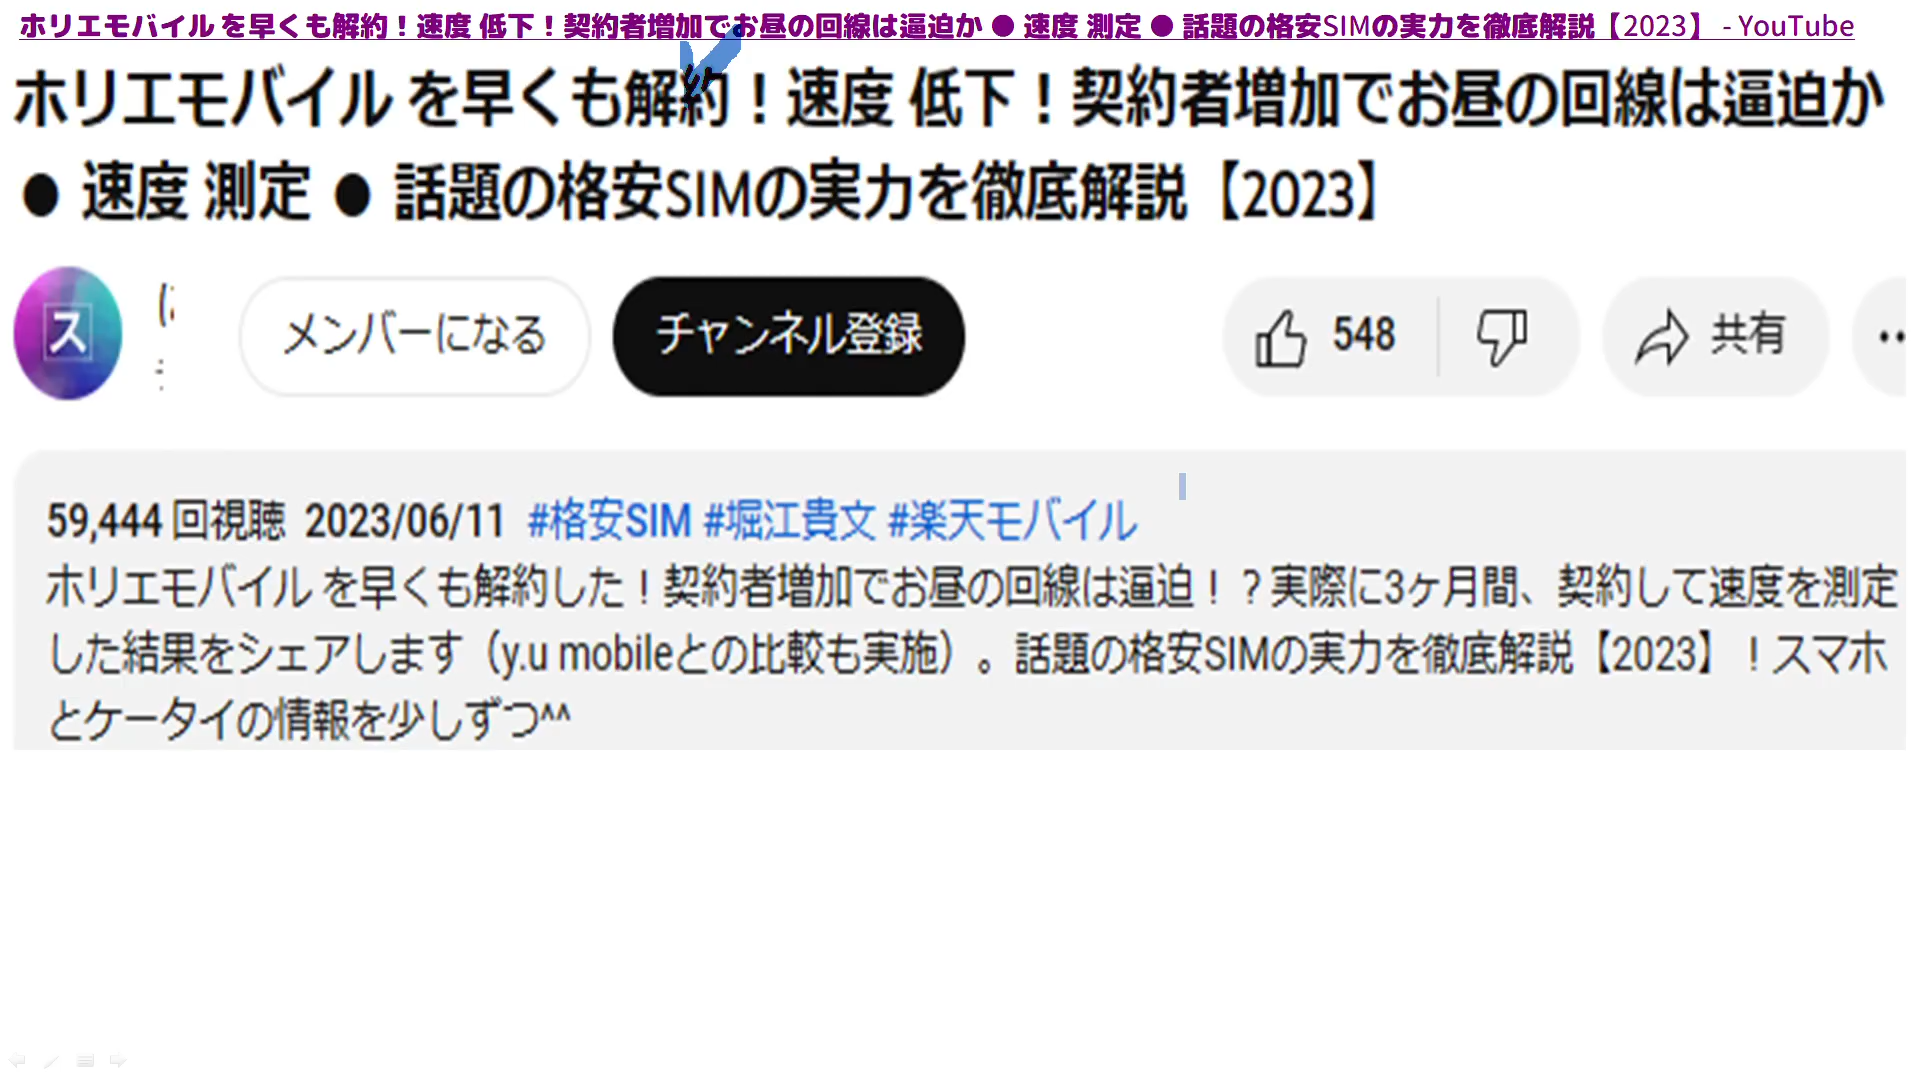 ホリエモバイル を早くも解約！速度 低下！契約者増加でお昼の回線は逼迫か ● 速度 測定 ● 話題の格安SIMの実力を徹底解説【2023】 - YouTube
ホリエモバイル を早くも解約！速度 低下！契約者増加でお昼の回線は逼迫か
● 速度 測定 ● 話題の格安SIMの実力を徹底解説【2023】
ス
メンバーになる
チャンネル登録
548
共有
59,444 回視聴 2023/06/11 #格安SIM #堀江貴文 #楽天モバイル
ホリエモバイル を早くも解約した！契約者増加でお昼の回線は逼迫！？実際に3ヶ月間、契約して速度を測定
した結果をシェアします（y.u mobileとの比較も実施）。話題の格安SIMの実力を徹底解説【2023】！スマホ
とケータイの情報を少しずつ^^